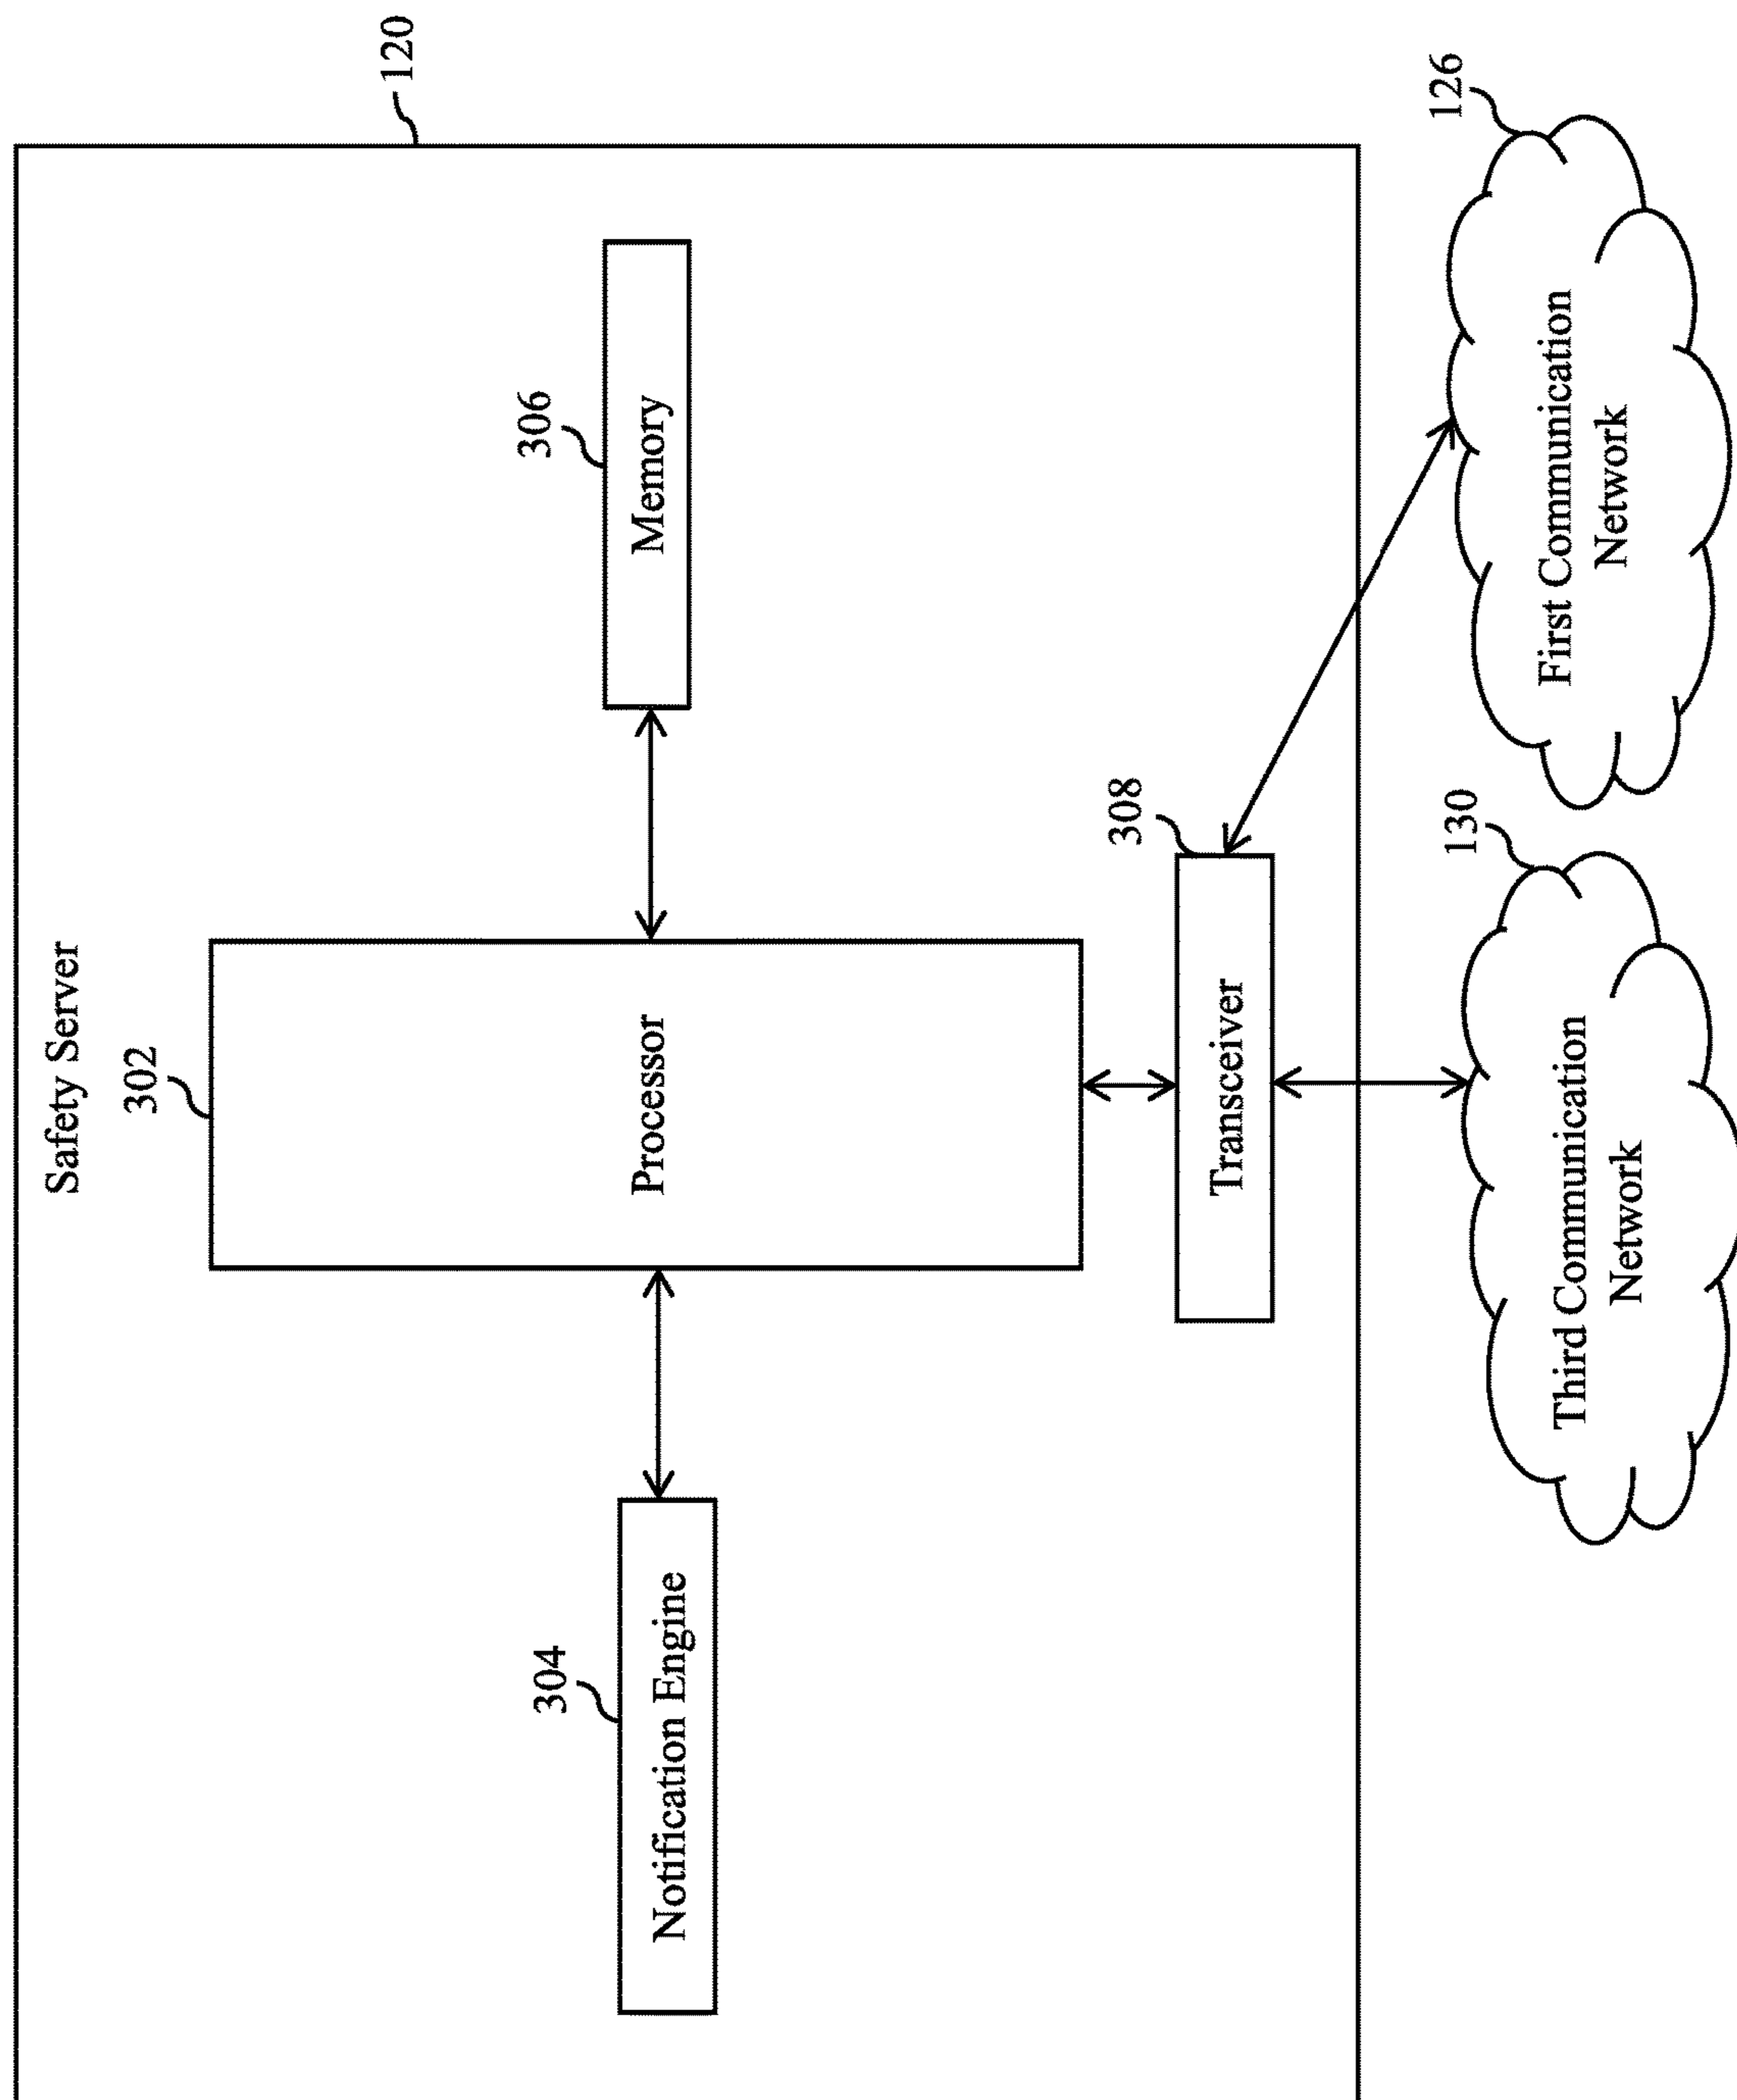 120
Safety Server
302
Processor
304
Notification Engine
306
Memory
308
Transceiver
130
Third Communication
Network
126
First Communication
Network